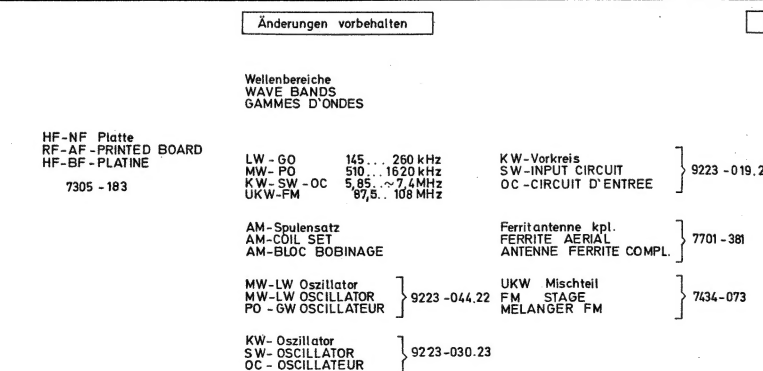 Änderungen vorbehalten
Wellenbereiche
WAVE BANDS
GAMMES D'ONDES
HF-NF Platte
RF-AF-PRINTED BOARD
HF-BF-PLATINE
7305-183
LW-GO 145... 260 kHz
MW-PO 510...1620 kHz
KW-SW-OC 5,85..~7,4MHz
UKW-FM 87,5.. 108 MHz
KW-Vorkreis
SW-INPUT CIRCUIT
OC-CIRCUIT D'ENTREE
9223-019.2
AM-Spulensatz
AM-COIL SET
AM-BLOC BOBINAGE
Ferritantenne kpl.
FERRITE AERIAL
ANTENNE FERRITE COMPL.
7701-381
MW-LW Oszillator
MW-LW OSCILLATOR
PO-GW OSCILLATEUR
9223-044.22
UKW Mischteil
FM STAGE
MELANGER FM
7434-073
KW-Oszillator
SW-OSCILLATOR
OC-OSCILLATEUR
9223-030.23